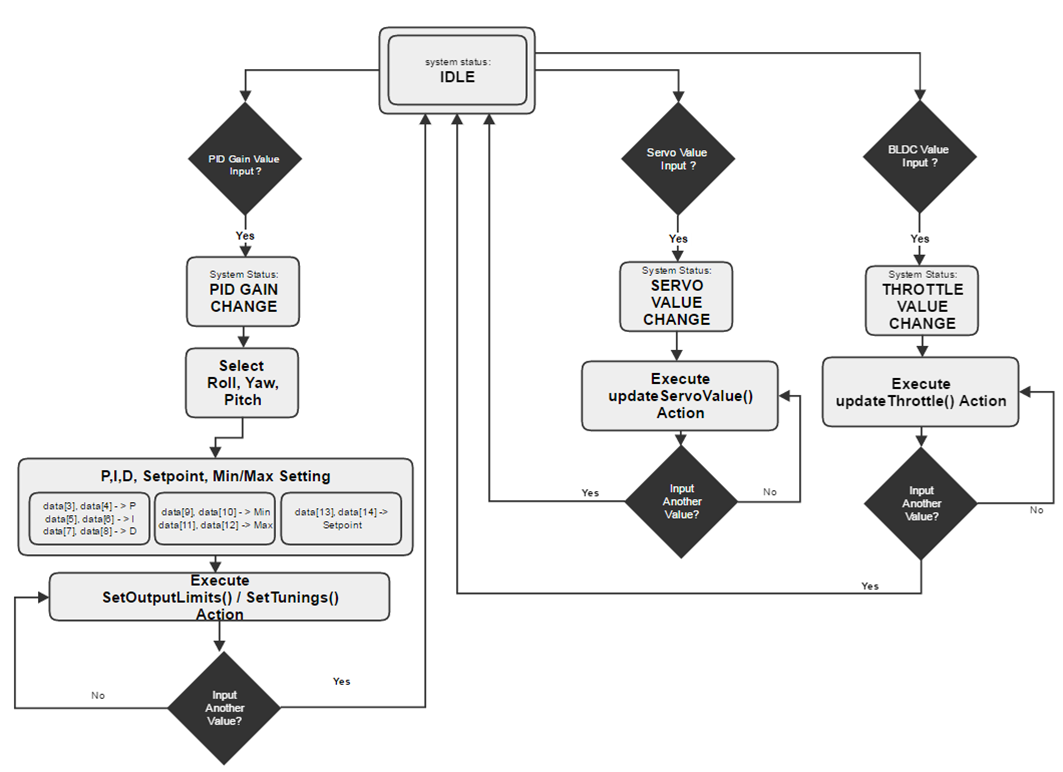 system status:
IDLE
PID Gain Value
Input ?
Yes
System Status:
PID GAIN
CHANGE
Select
Roll, Yaw,
Pitch
P,I,D, Setpoint, Min/Max Setting
data[3], data[4] -> P
data[5], data[6] -> I
data[7], data[8] -> D
data[9], data[10] -> Min
data[11], data[12] -> Max
data[13], data[14] ->
Setpoint
Execute
SetOutputLimits() / SetTunings()
Action
Input
Another
Value?
No
Yes
Servo Value
Input ?
Yes
System Status:
SERVO
VALUE
CHANGE
Execute
updateServoValue()
Action
Input
Another
Value?
Yes
No
BLDC Value
Input ?
Yes
System Status:
THROTTLE
VALUE
CHANGE
Execute
updateThrottle() Action
Input
Another
Value?
No
Yes